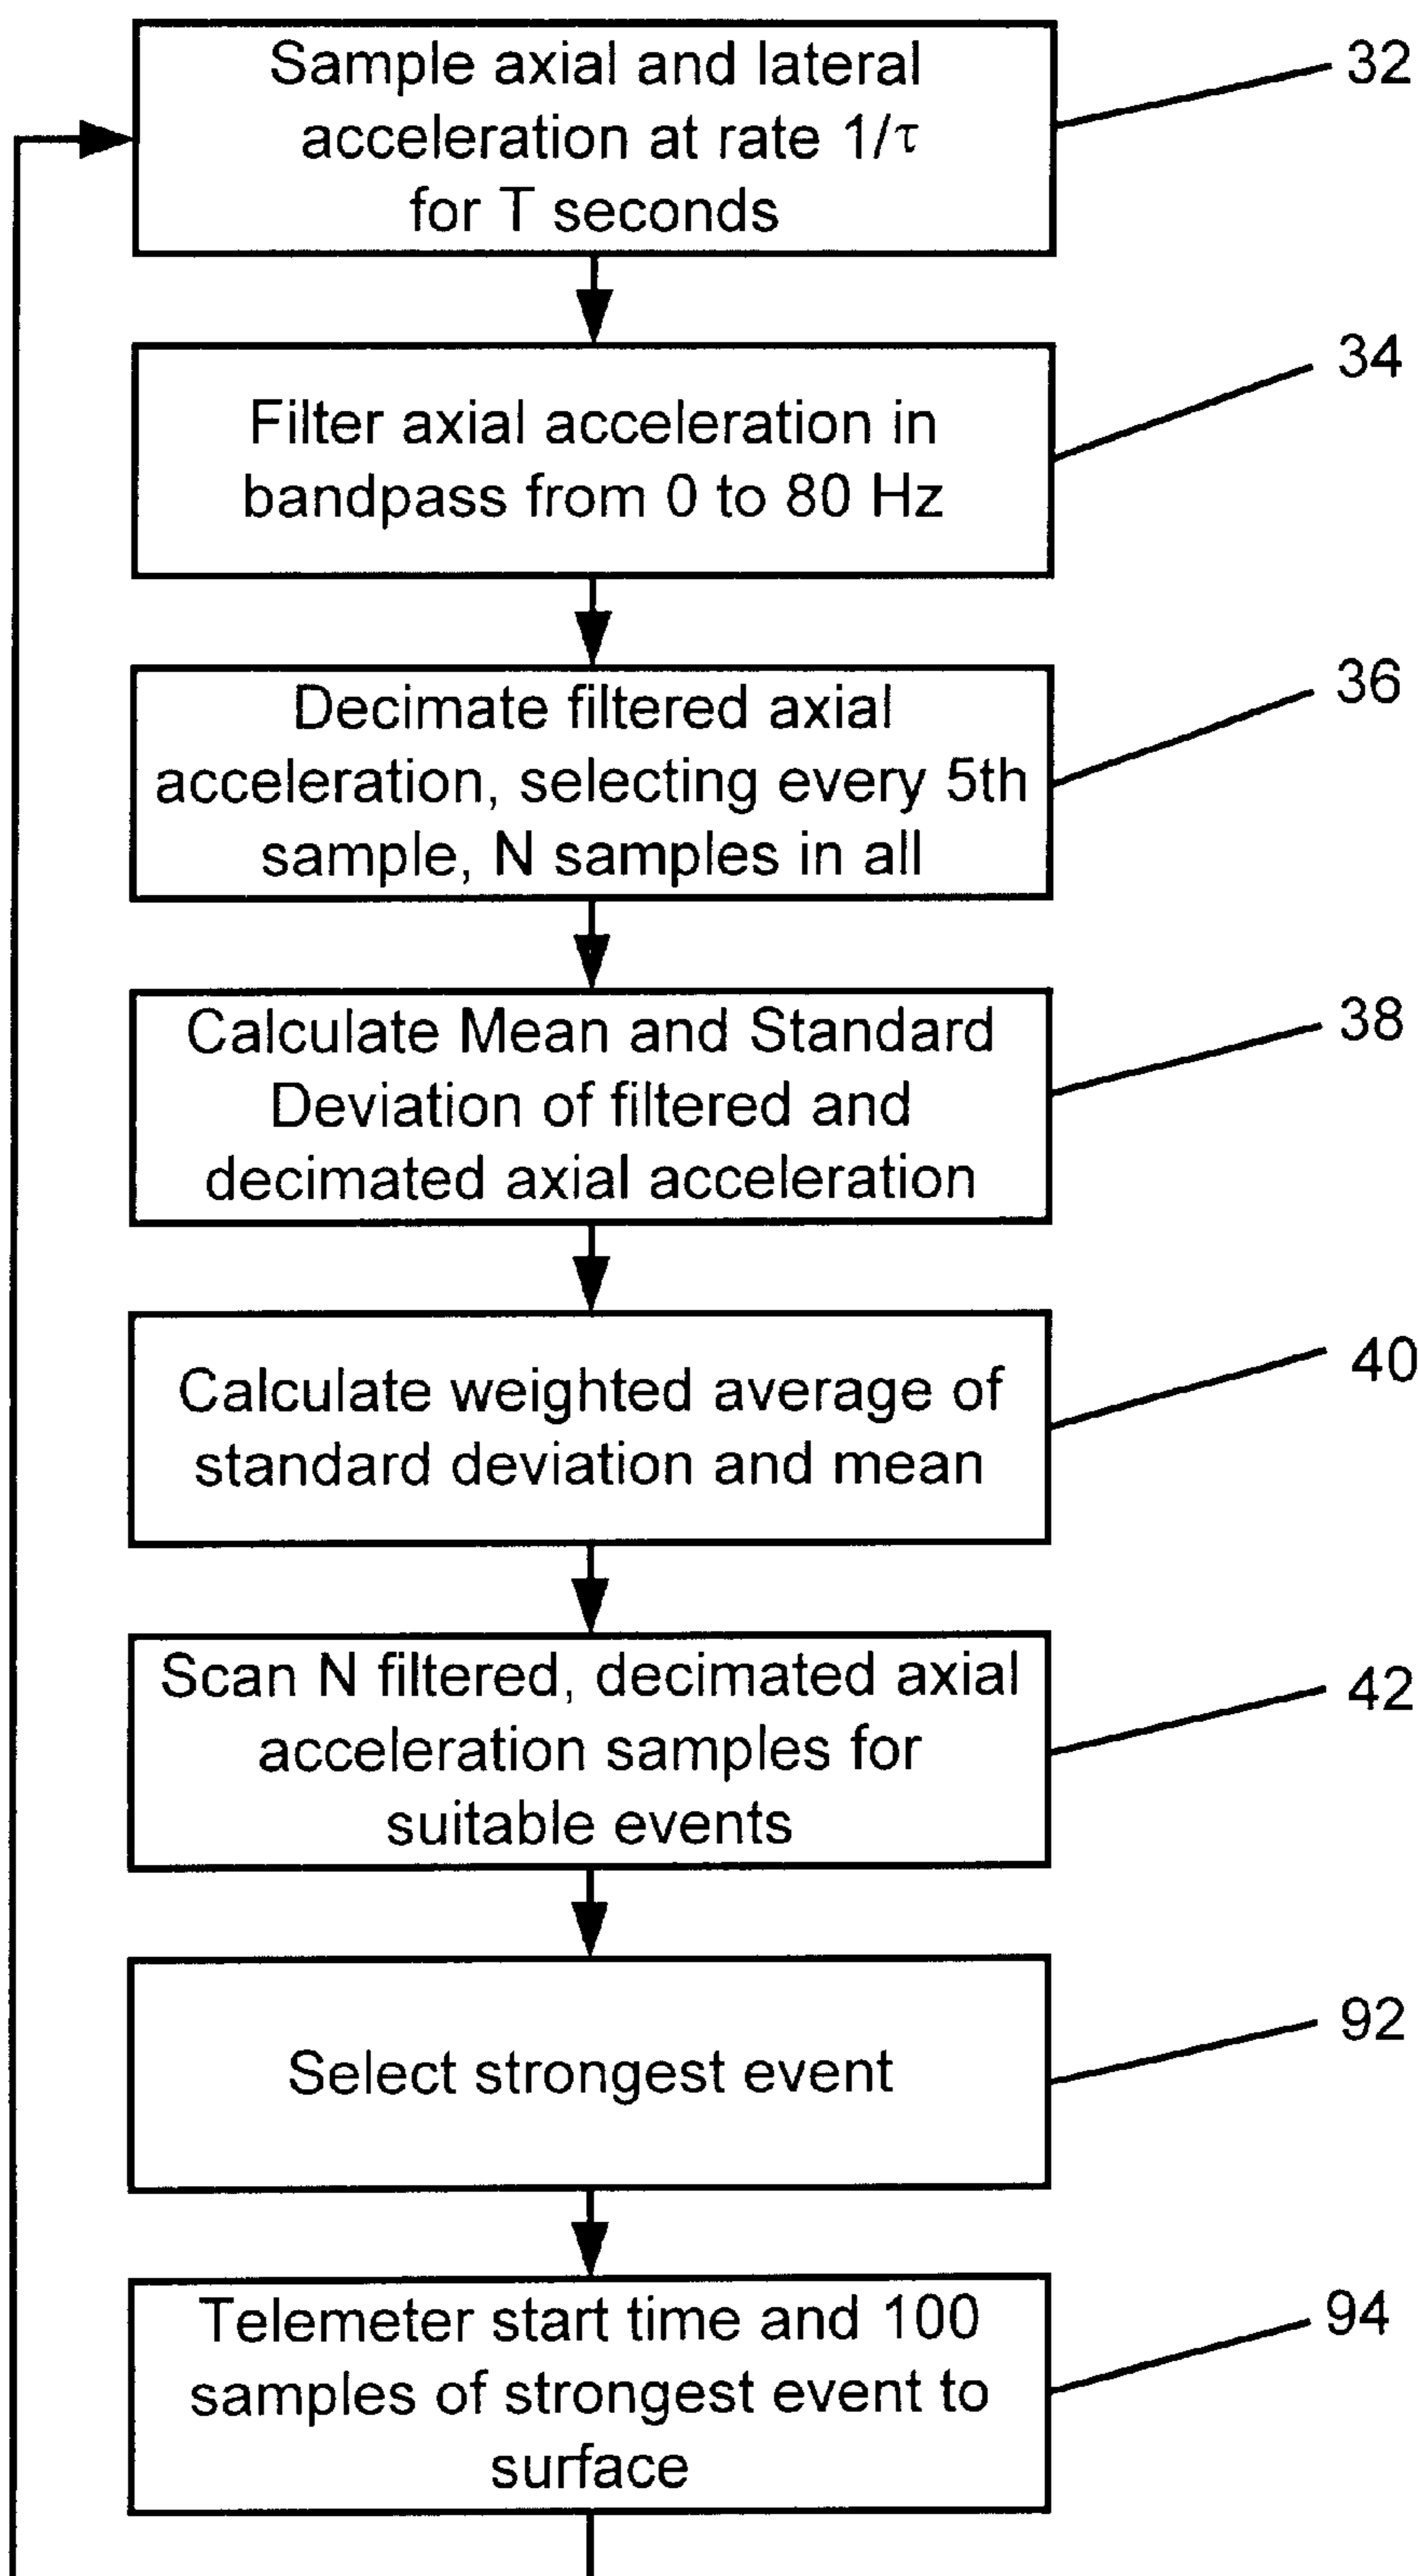 Sample axial and lateral
acceleration at rate 1/τ
for T seconds
32
Filter axial acceleration in
bandpass from 0 to 80 Hz
34
Decimate filtered axial
acceleration, selecting every 5th
sample, N samples in all
36
Calculate Mean and Standard
Deviation of filtered and
decimated axial acceleration
38
Calculate weighted average of
standard deviation and mean
40
Scan N filtered, decimated axial
acceleration samples for
suitable events
42
Select strongest event
92
Telemeter start time and 100
samples of strongest event to
surface
94